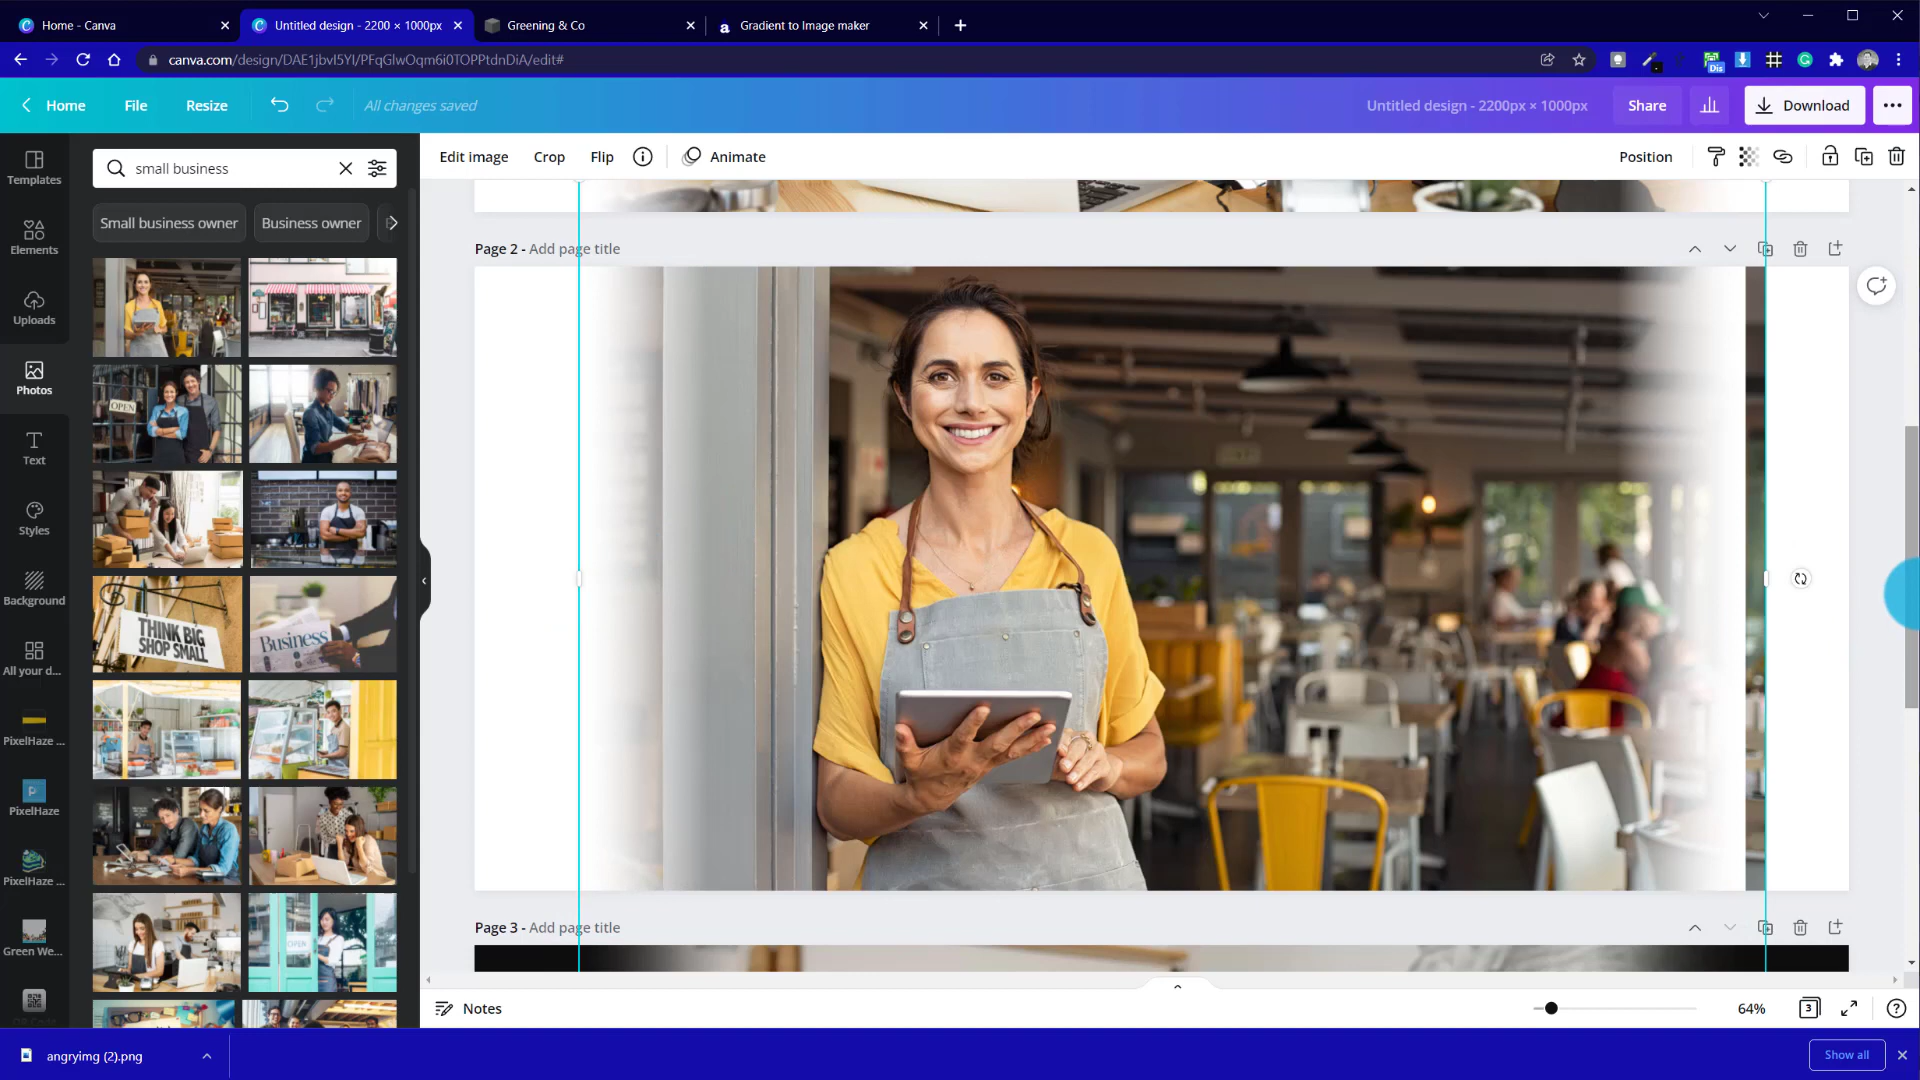 Home - Canva
Untitled design - 2200 × 1000px
Greening & Co
Gradient to Image maker
canva.com/design/DAE1jbvI5YI/PFqGlwOqm6i0TOPPtdnDiA/edit#
Dis
Home
File
Resize
All changes saved
Untitled design - 2200px × 1000px
Share
Download
Templates
Elements
Uploads
Photos
Text
Styles
Background
All your d...
PixelHaze ...
PixelHaze
PixelHaze ...
Green We...
small business
Small business owner
Business owner
OPEN
THINK BIG
SHOP SMALL
Business
OPEN
Edit image
Crop
Flip
Animate
Position
Page 2 - Add page title
Page 3 - Add page title
Notes
64%
3
angryimg (2).png
Show all